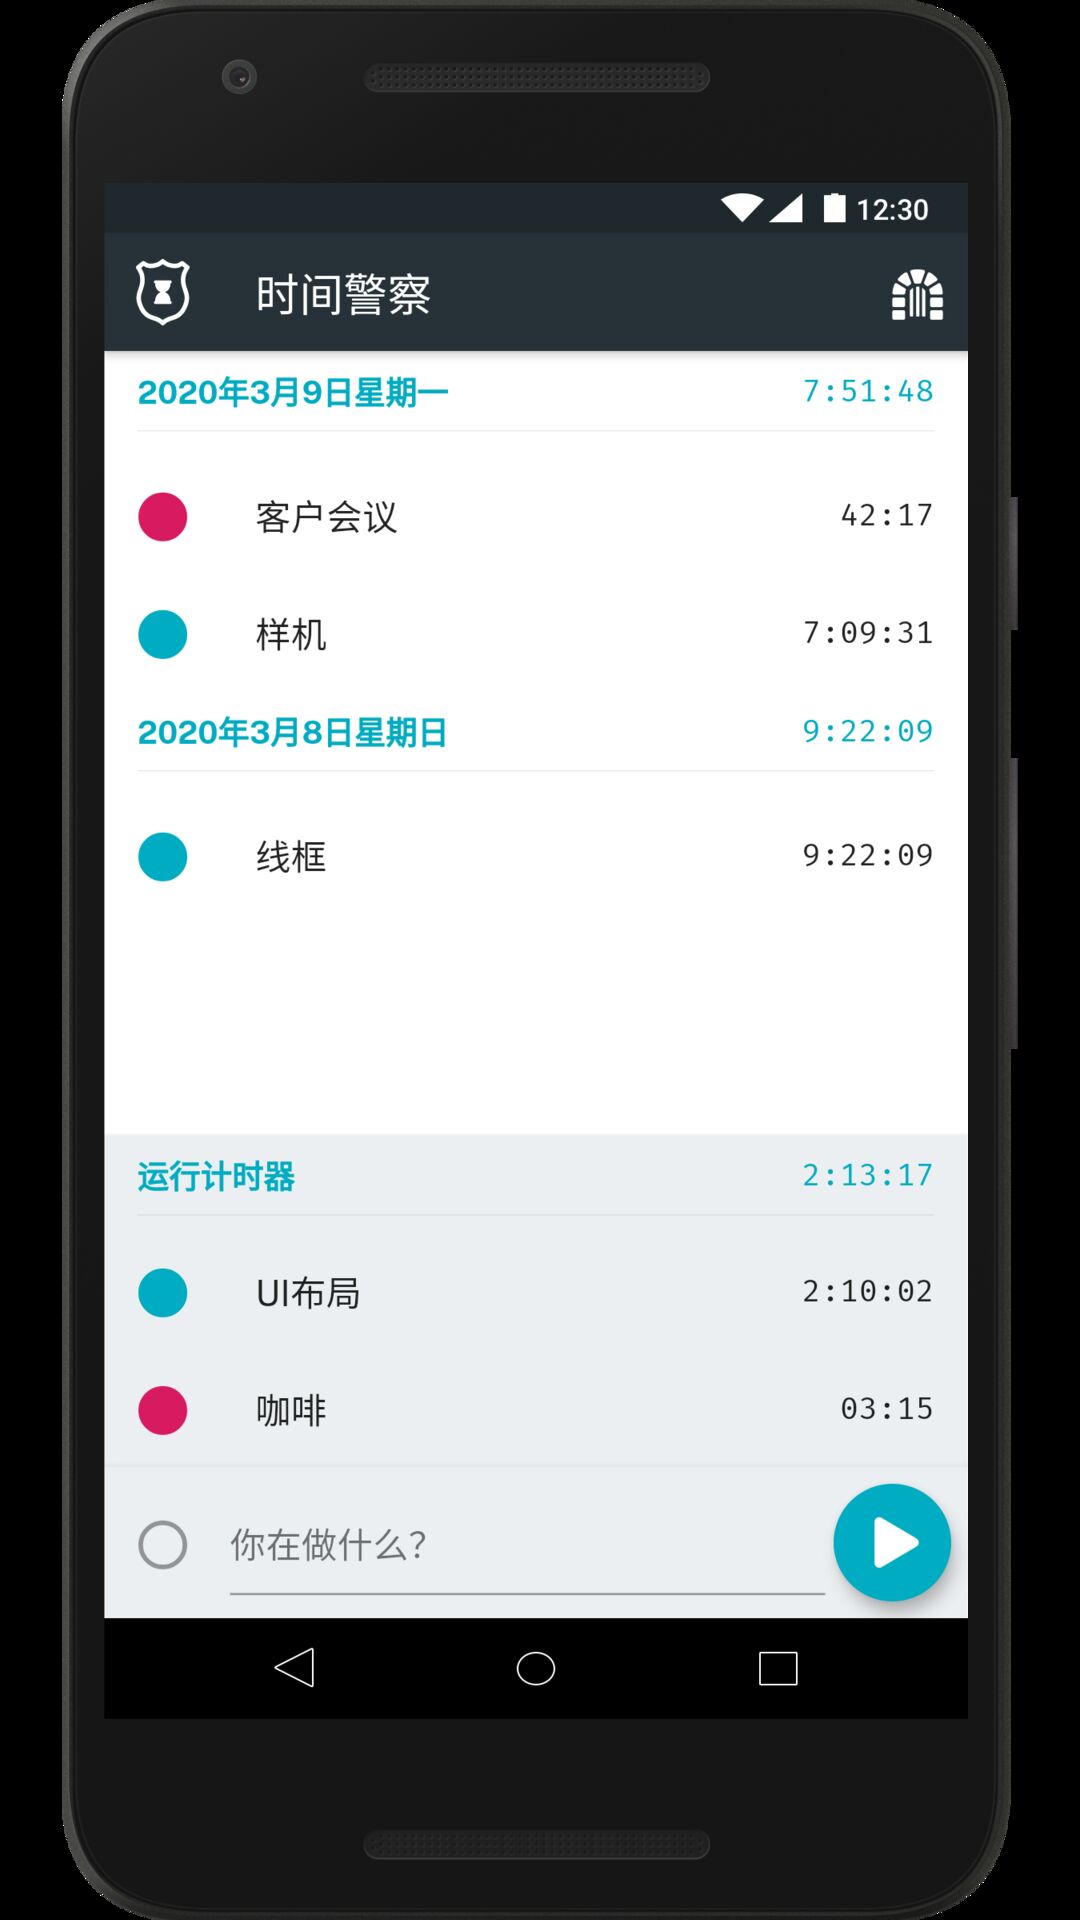 12:30
时间警察
2020年3月9日星期一 7:51:48
客户会议 42:17
样机 7:09:31
2020年3月8日星期日 9:22:09
线框 9:22:09
运行计时器 2:13:17
UI布局 2:10:02
咖啡 03:15
你在做什么？